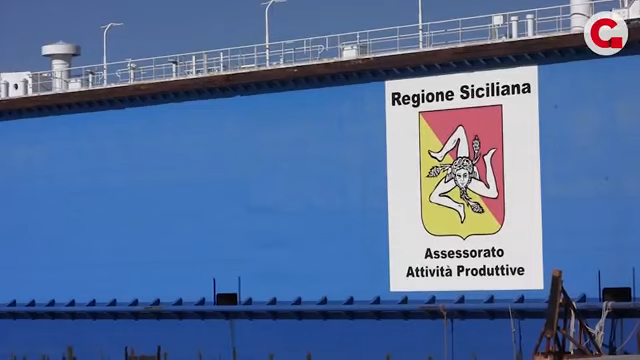 Regione Siciliana
Assessorato
Attività Produttive